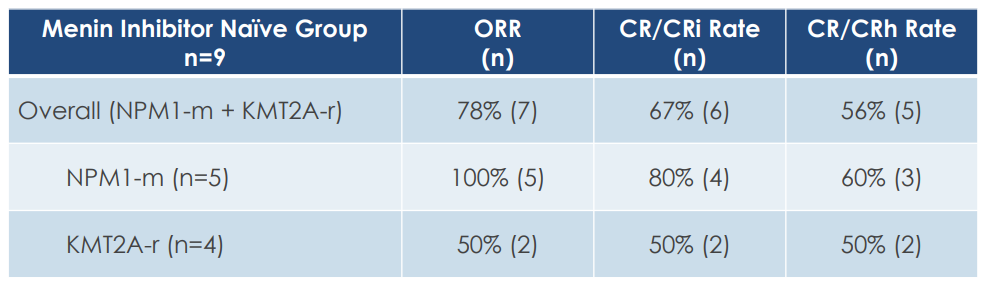 Menin Inhibitor Naïve Group ORR CR/CRi Rate CR/CRh Rate
n=9 (n) (n) (n)
Overall (NPM1-m + KMT2A-r) 78% (7) 67% (6) 56% (5)
NPM1-m (n=5) 100% (5) 80% (4) 60% (3)
KMT2A-r (n=4) 50% (2) 50% (2) 50% (2)